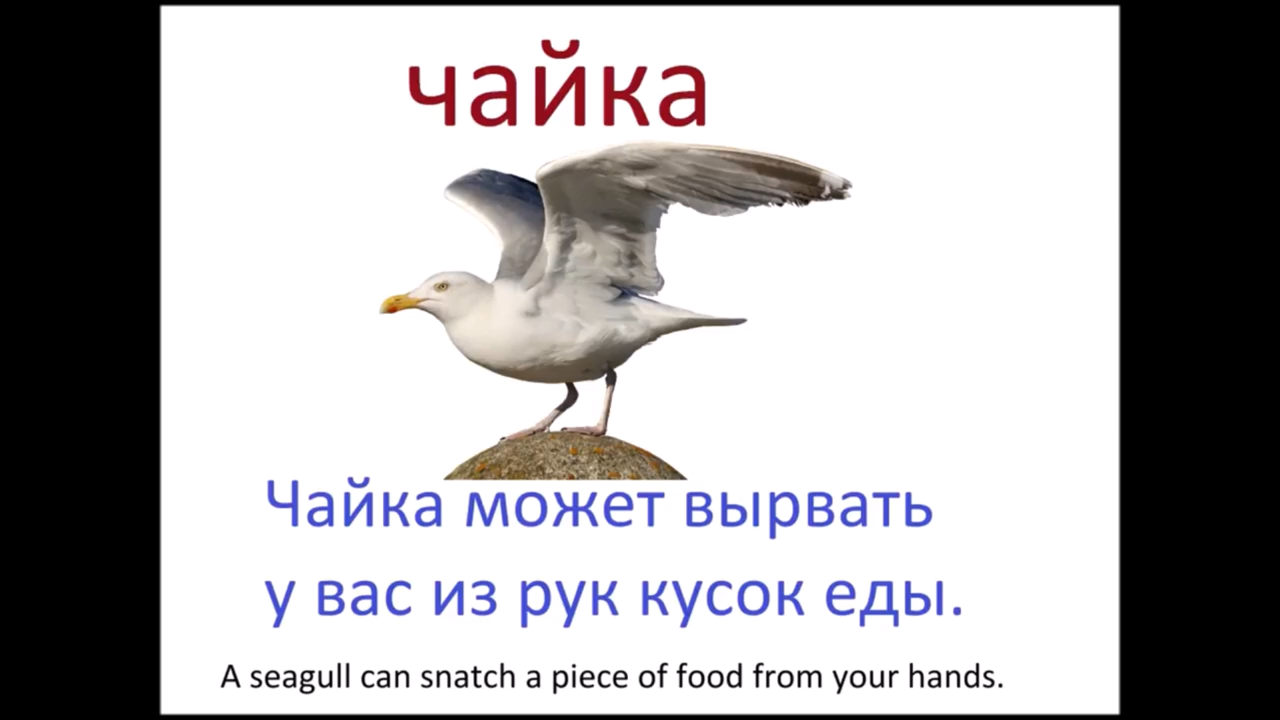 чайка
Чайка может вырвать
у вас из рук кусок еды.
A seagull can snatch a piece of food from your hands.